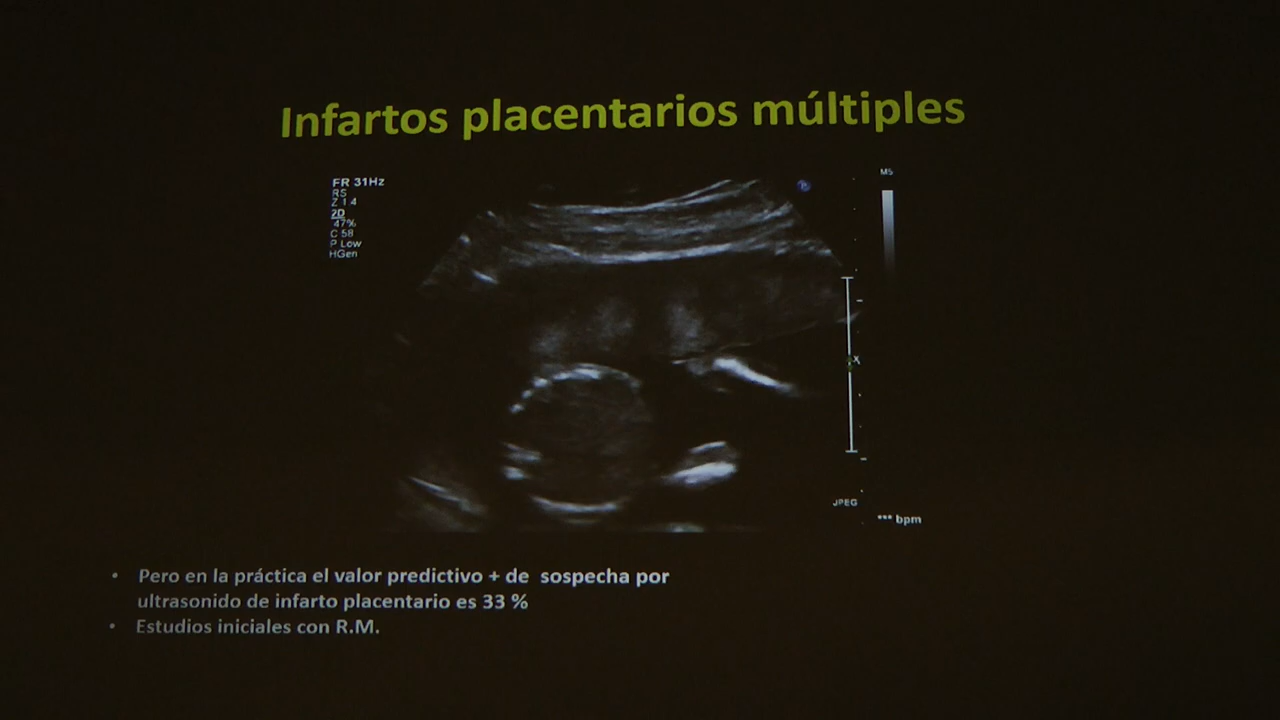 Infartos placentarios múltiples
FR 31Hz
RS
Z 1 4
2D
47%
C 58
P Low
HGen
M5
P
x
JPEG
*** bpm
• Pero en la práctica el valor predictivo + de sospecha por
ultrasonido de infarto placentario es 33 %
• Estudios iniciales con R.M.